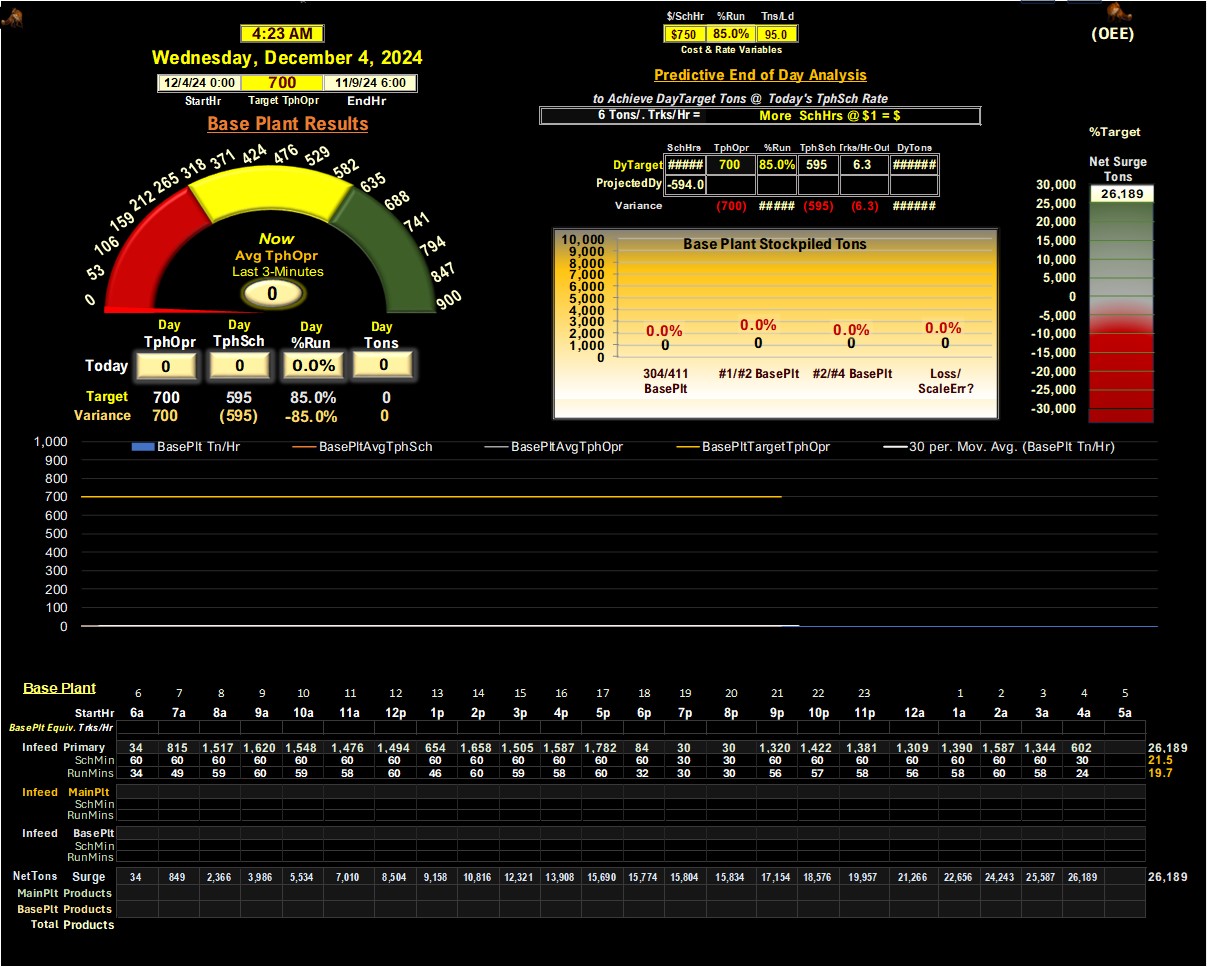 $/SchHr %Run Tns/Ld
$750 85.0% 95.0
Cost & Rate Variables
(OEE)
4:23 AM
Wednesday, December 4, 2024
12/4/24 0:00 700 11/9/24 6:00
StartHr Target TphOpr EndHr
Base Plant Results
Predictive End of Day Analysis
to Achieve DayTarget Tons @ Today's TphSch Rate
6 Tons/. Trks/Hr = More SchHrs @ $1 = $
SchHrs TphOpr %Run TphSch Trks/Hr-Out DyTons
DyTarget ##### 700 85.0% 595 6.3 ######
ProjectedDy -594.0
Variance (700) ##### (595) (6.3) ######
%Target
Net Surge
Tons
26,189
30,000
25,000
20,000
15,000
10,000
5,000
0
-5,000
-10,000
-15,000
-20,000
-25,000
-30,000
0 53 106 159 212 265 318 371 424 476 529 582 635 688 741 794 847 900
Now
Avg TphOpr
Last 3-Minutes
0
Day Day Day Day
TphOpr TphSch %Run Tons
Today 0 0 0.0% 0
Target 700 595 85.0% 0
Variance 700 (595) -85.0% 0
Base Plant Stockpiled Tons
10,000
9,000
8,000
7,000
6,000
5,000
4,000
3,000
2,000
1,000
0
0.0% 0.0% 0.0% 0.0%
0 0 0 0
304/411 #1/#2 BasePlt #2/#4 BasePlt Loss/
BasePlt ScaleErr?
BasePlt Tn/Hr BasePltAvgTphSch BasePltAvgTphOpr BasePltTargetTphOpr 30 per. Mov. Avg. (BasePlt Tn/Hr)
1,000
900
800
700
600
500
400
300
200
100
0
Base Plant 6 7 8 9 10 11 12 13 14 15 16 17 18 19 20 21 22 23 1 2 3 4 5
StartHr 6a 7a 8a 9a 10a 11a 12p 1p 2p 3p 4p 5p 6p 7p 8p 9p 10p 11p 12a 1a 2a 3a 4a 5a
BasePlt Equiv. Trks/Hr
Infeed Primary 34 815 1,517 1,620 1,548 1,476 1,494 654 1,658 1,505 1,587 1,782 84 30 30 1,320 1,422 1,381 1,309 1,390 1,587 1,344 602 26,189
SchMin 60 60 60 60 60 60 60 60 60 60 60 60 60 30 30 60 60 60 60 60 60 60 30 21.5
RunMins 34 49 59 60 59 58 60 46 60 59 58 60 32 30 30 56 57 58 56 58 60 58 24 19.7
Infeed MainPlt
SchMin
RunMins
Infeed BasePlt
SchMin
RunMins
NetTons Surge 34 849 2,366 3,986 5,534 7,010 8,504 9,158 10,816 12,321 13,908 15,690 15,774 15,804 15,834 17,154 18,576 19,957 21,266 22,656 24,243 25,587 26,189 26,189
MainPlt Products
BasePlt Products
Total Products